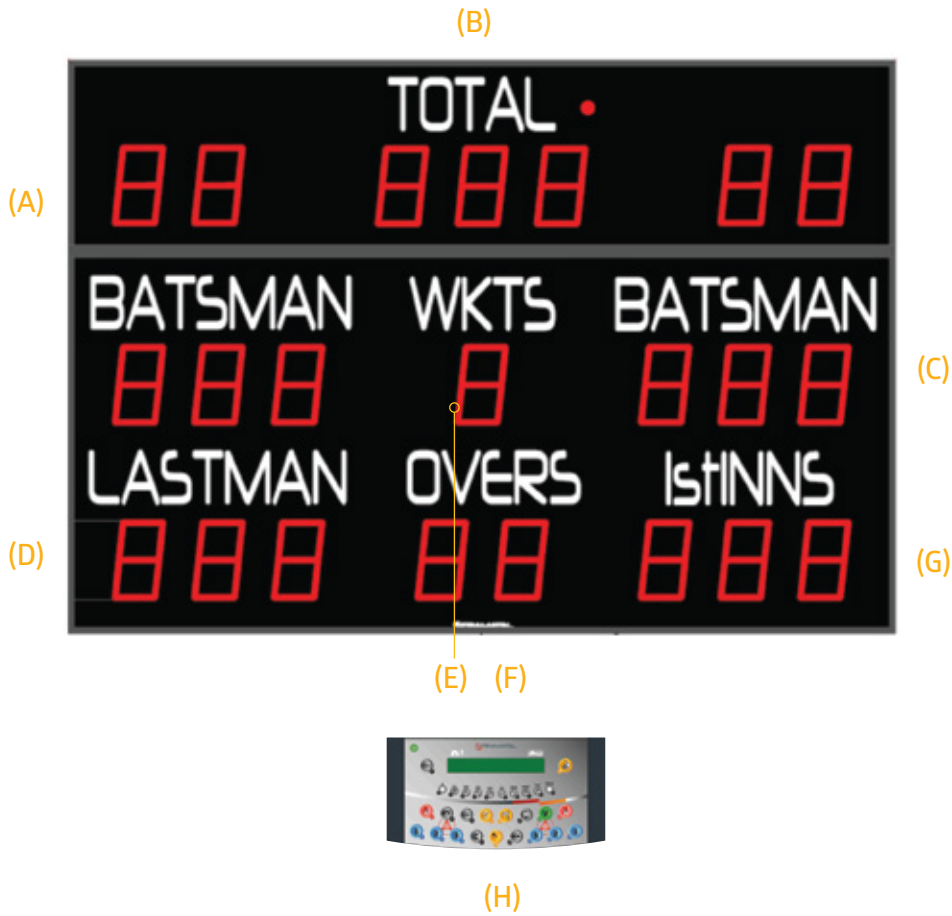 (B)
TOTAL
(A)
BATSMAN WKTS BATSMAN
(C)
LASTMAN OVERS 1stINNS
(D)
(G)
(E) (F)
(H)